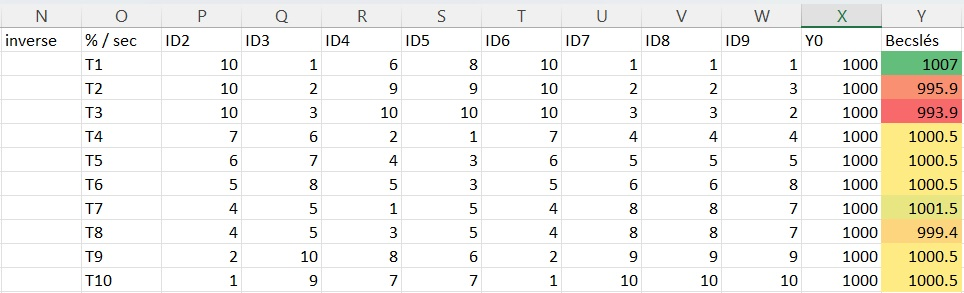 N O P Q R S T U V W X Y
inverse % / sec ID2 ID3 ID4 ID5 ID6 ID7 ID8 ID9 Y0 Becslés
T1 10 1 6 8 10 1 1 1 1000 1007
T2 10 2 9 9 10 2 2 3 1000 995.9
T3 10 3 10 10 10 3 3 2 1000 993.9
T4 7 6 2 1 7 4 4 4 1000 1000.5
T5 6 7 4 3 6 5 5 5 1000 1000.5
T6 5 8 5 3 5 6 6 8 1000 1000.5
T7 4 5 1 5 4 8 8 7 1000 1001.5
T8 4 5 3 5 4 8 8 7 1000 999.4
T9 2 10 8 6 2 9 9 9 1000 1000.5
T10 1 9 7 7 1 10 10 10 1000 1000.5